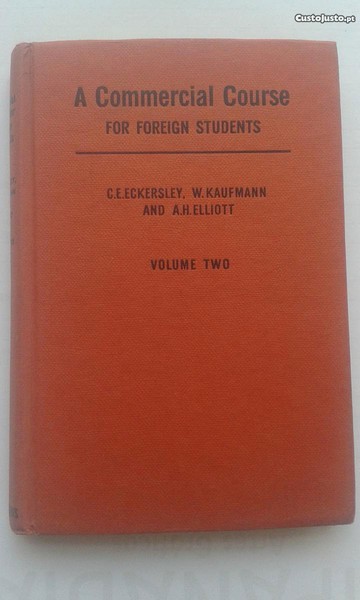 CustoJusto.pt
A Commercial Course
FOR FOREIGN STUDENTS
C.E.ECKERSLEY, W.KAUFMANN
AND A.H.ELLIOTT
VOLUME TWO